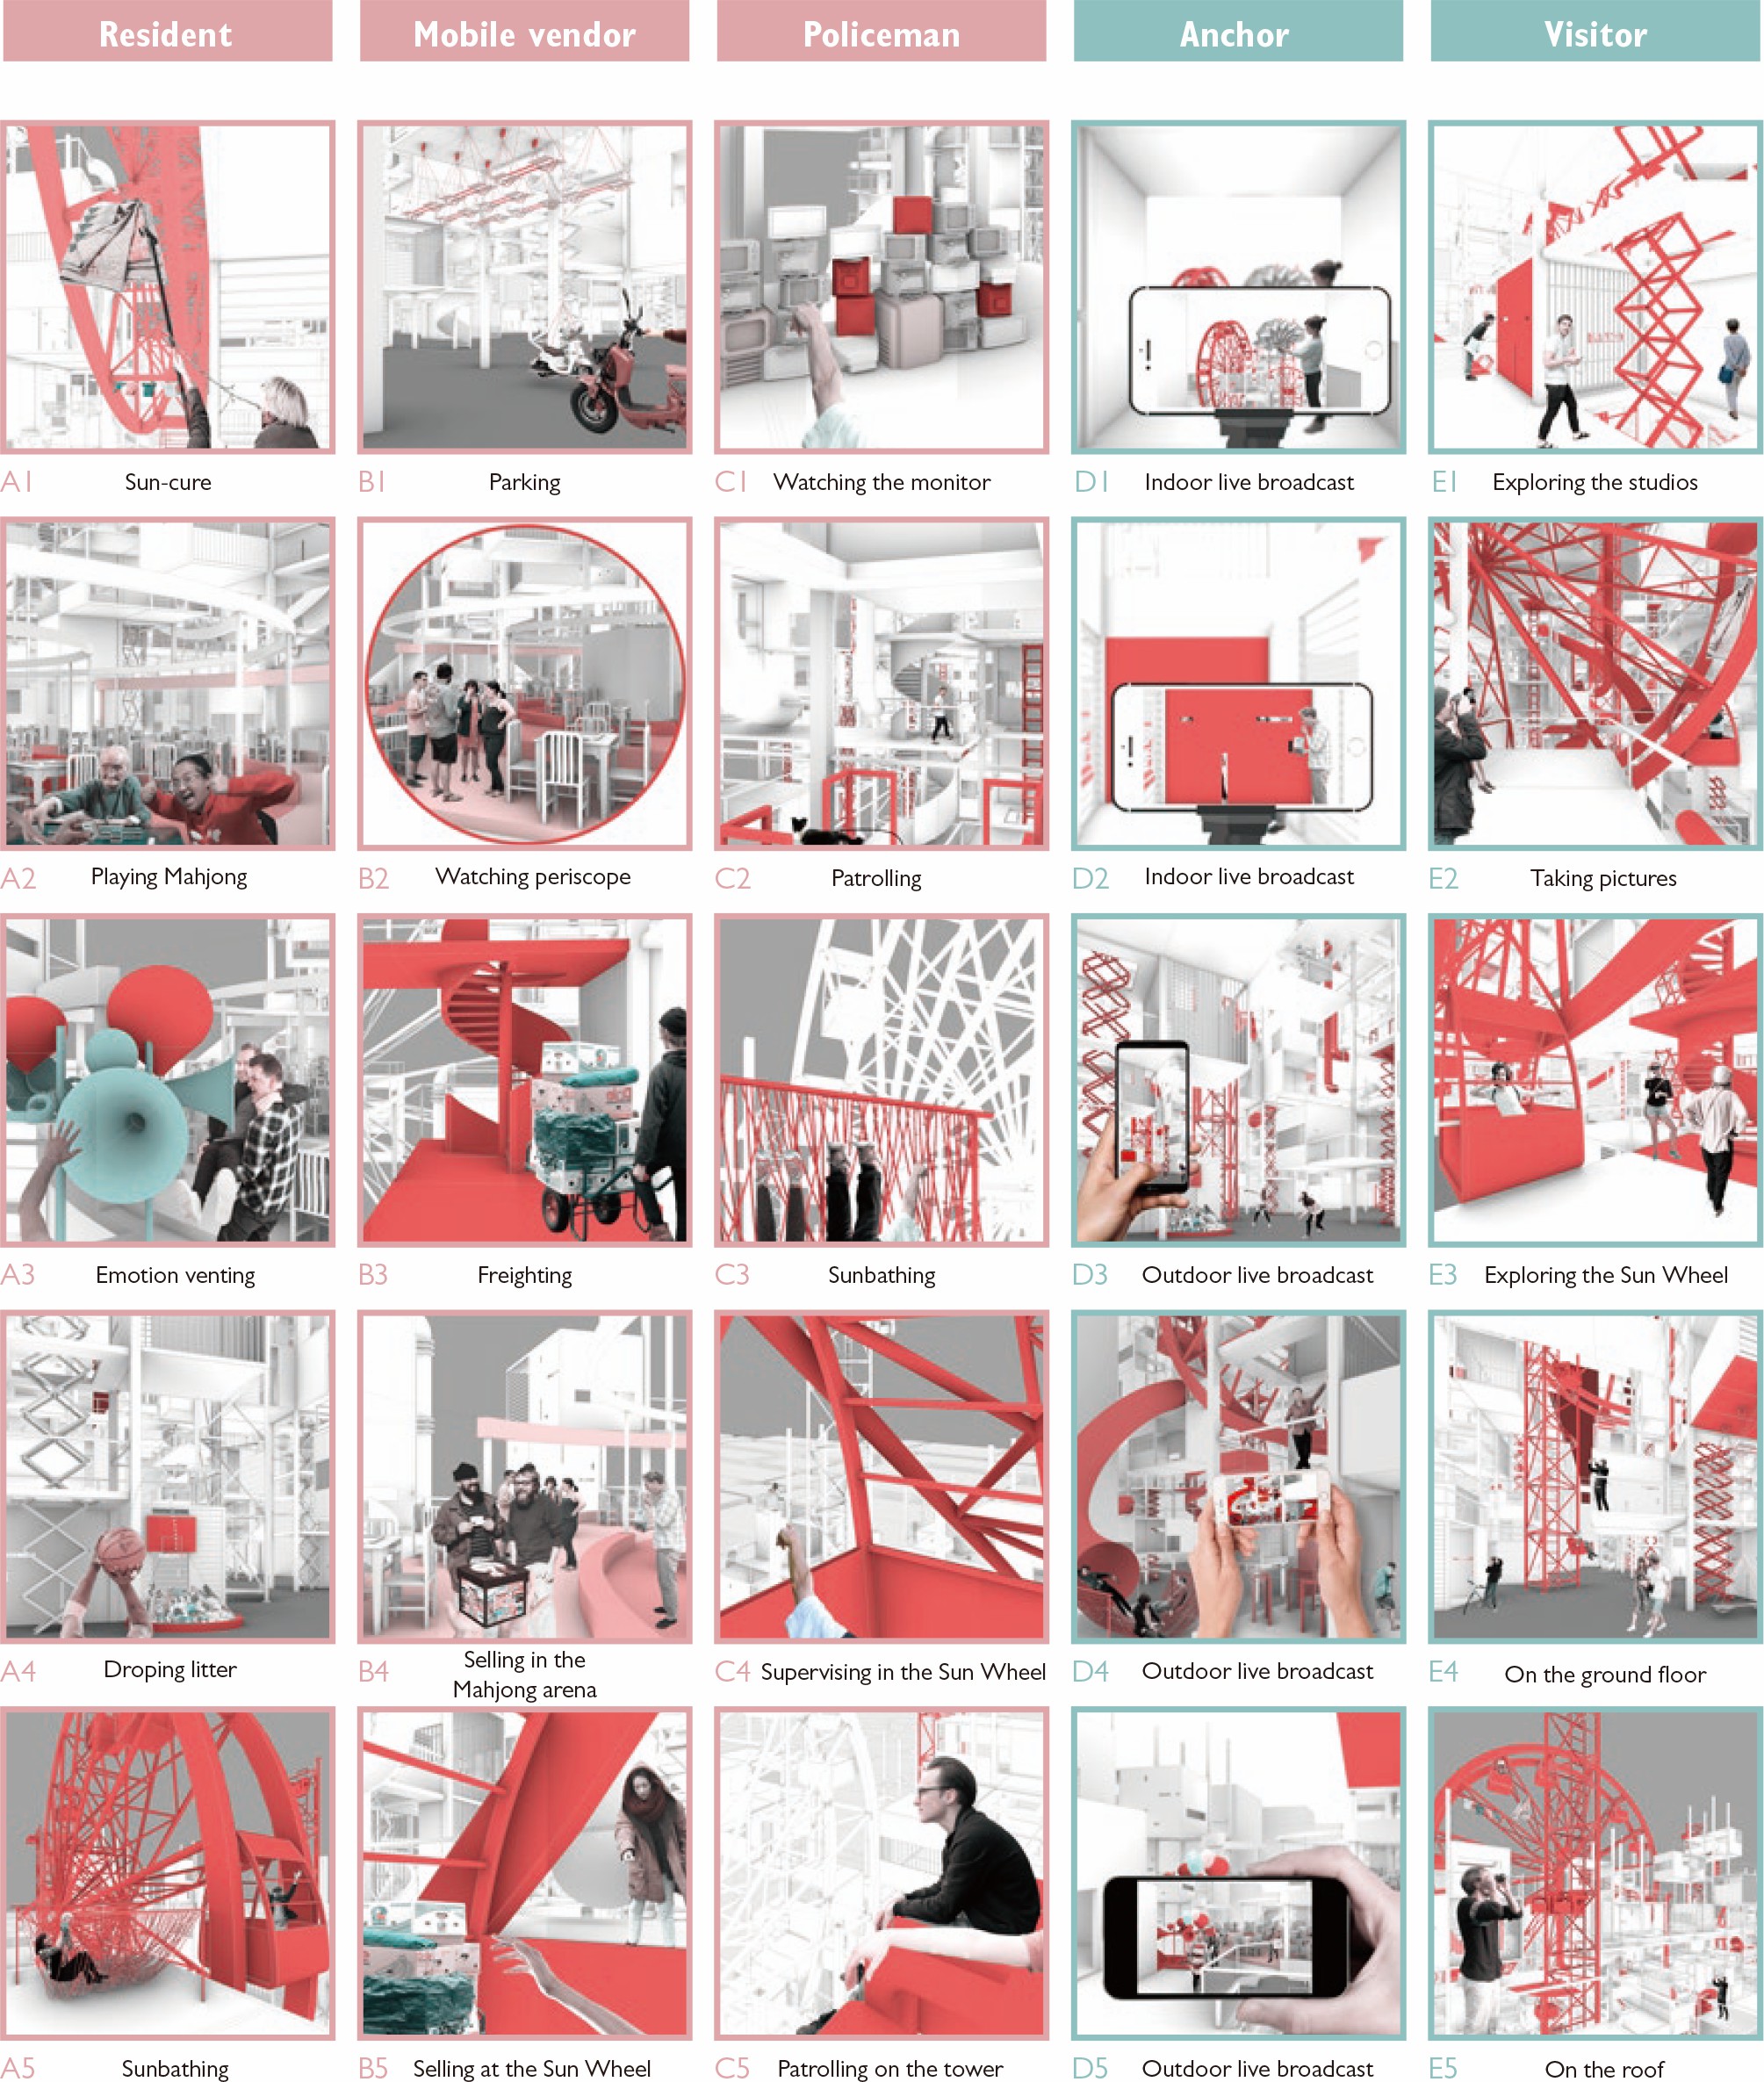 Resident
Mobile vendor
Policeman
Anchor
Visitor
A1 Sun-cure
B1 Parking
C1 Watching the monitor
D1 Indoor live broadcast
E1 Exploring the studios
A2 Playing Mahjong
B2 Watching periscope
C2 Patrolling
D2 Indoor live broadcast
E2 Taking pictures
A3 Emotion venting
B3 Freighting
C3 Sunbathing
D3 Outdoor live broadcast
E3 Exploring the Sun Wheel
A4 Droping litter
B4 Selling in the
Mahjong arena
C4 Supervising in the Sun Wheel
D4 Outdoor live broadcast
E4 On the ground floor
A5 Sunbathing
B5 Selling at the Sun Wheel
C5 Patrolling on the tower
D5 Outdoor live broadcast
E5 On the roof